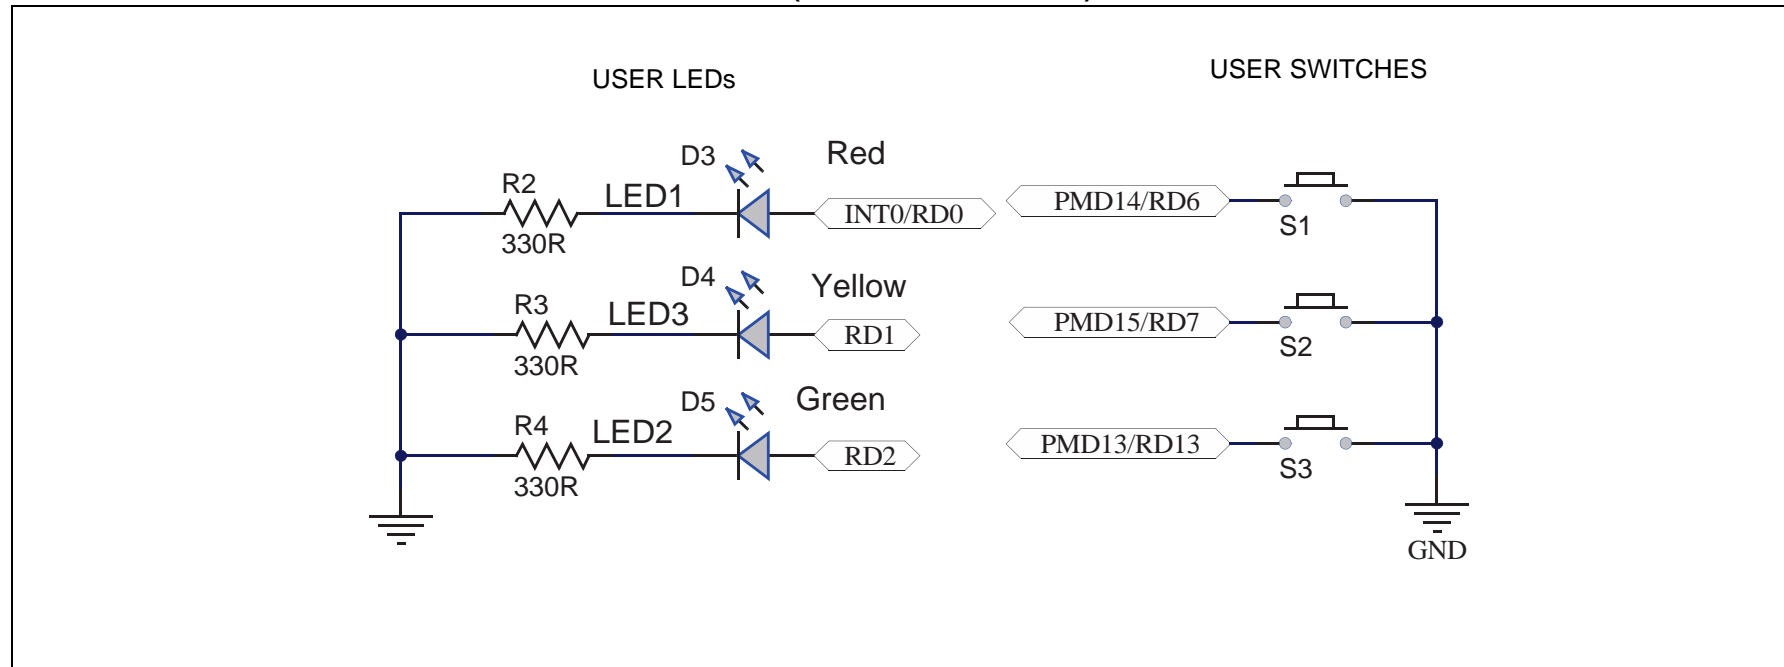 USER LEDs
USER SWITCHES
D3
Red
R2
LED1
INT0/RD0
330R
PMD14/RD6
S1
D4
Yellow
R3
LED3
RD1
330R
PMD15/RD7
S2
D5
Green
R4
LED2
RD2
330R
PMD13/RD13
S3
GND